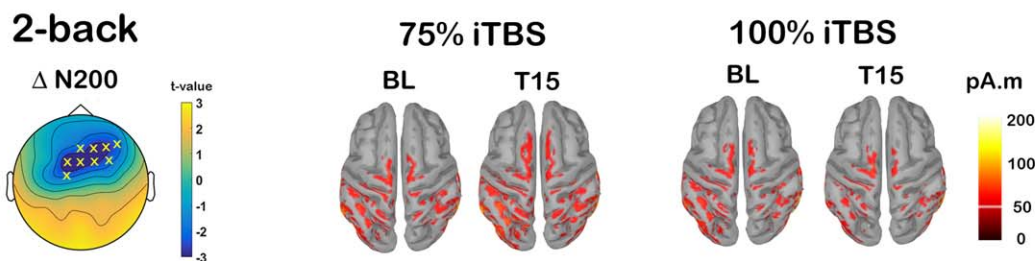 2-back
75% iTBS
100% iTBS
Δ N200
t-value
BL
T15
BL
T15
pA.m
3
2
1
0
-1
-2
-3
200
100
50
0